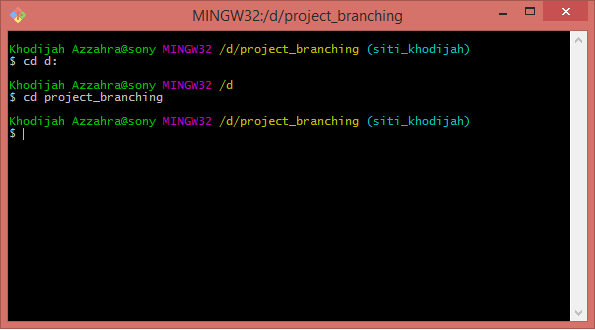 MINGW32:/d/project_branching
Khodijah Azzahra@sony MINGW32 /d/project_branching (siti_khodijah)
$ cd d:
Khodijah Azzahra@sony MINGW32 /d
$ cd project_branching
Khodijah Azzahra@sony MINGW32 /d/project_branching (siti_khodijah)
$